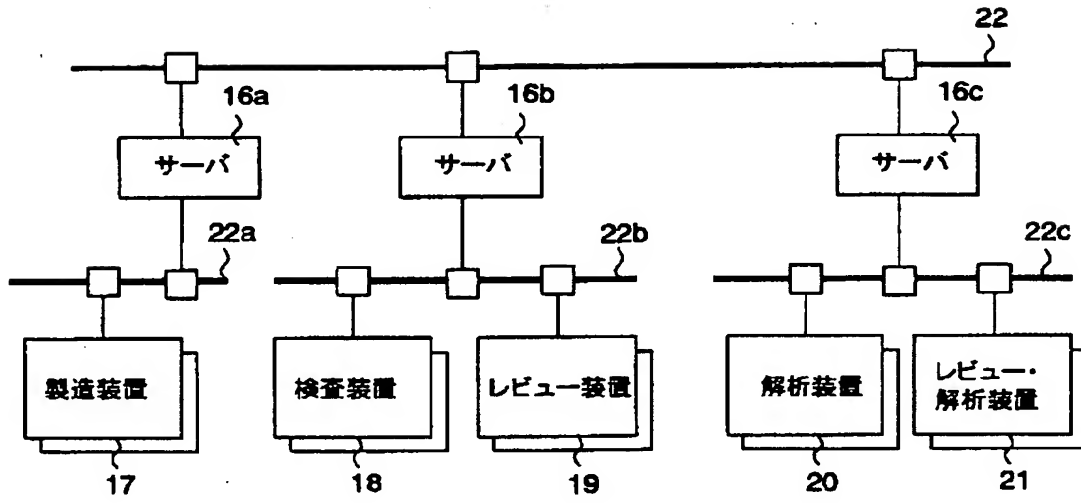 22
16a
16b
16c
サーバ
サーバ
サーバ
22a
22b
22c
製造装置
検査装置
レビュー装置
解析装置
レビュー・
解析装置
17
18
19
20
21